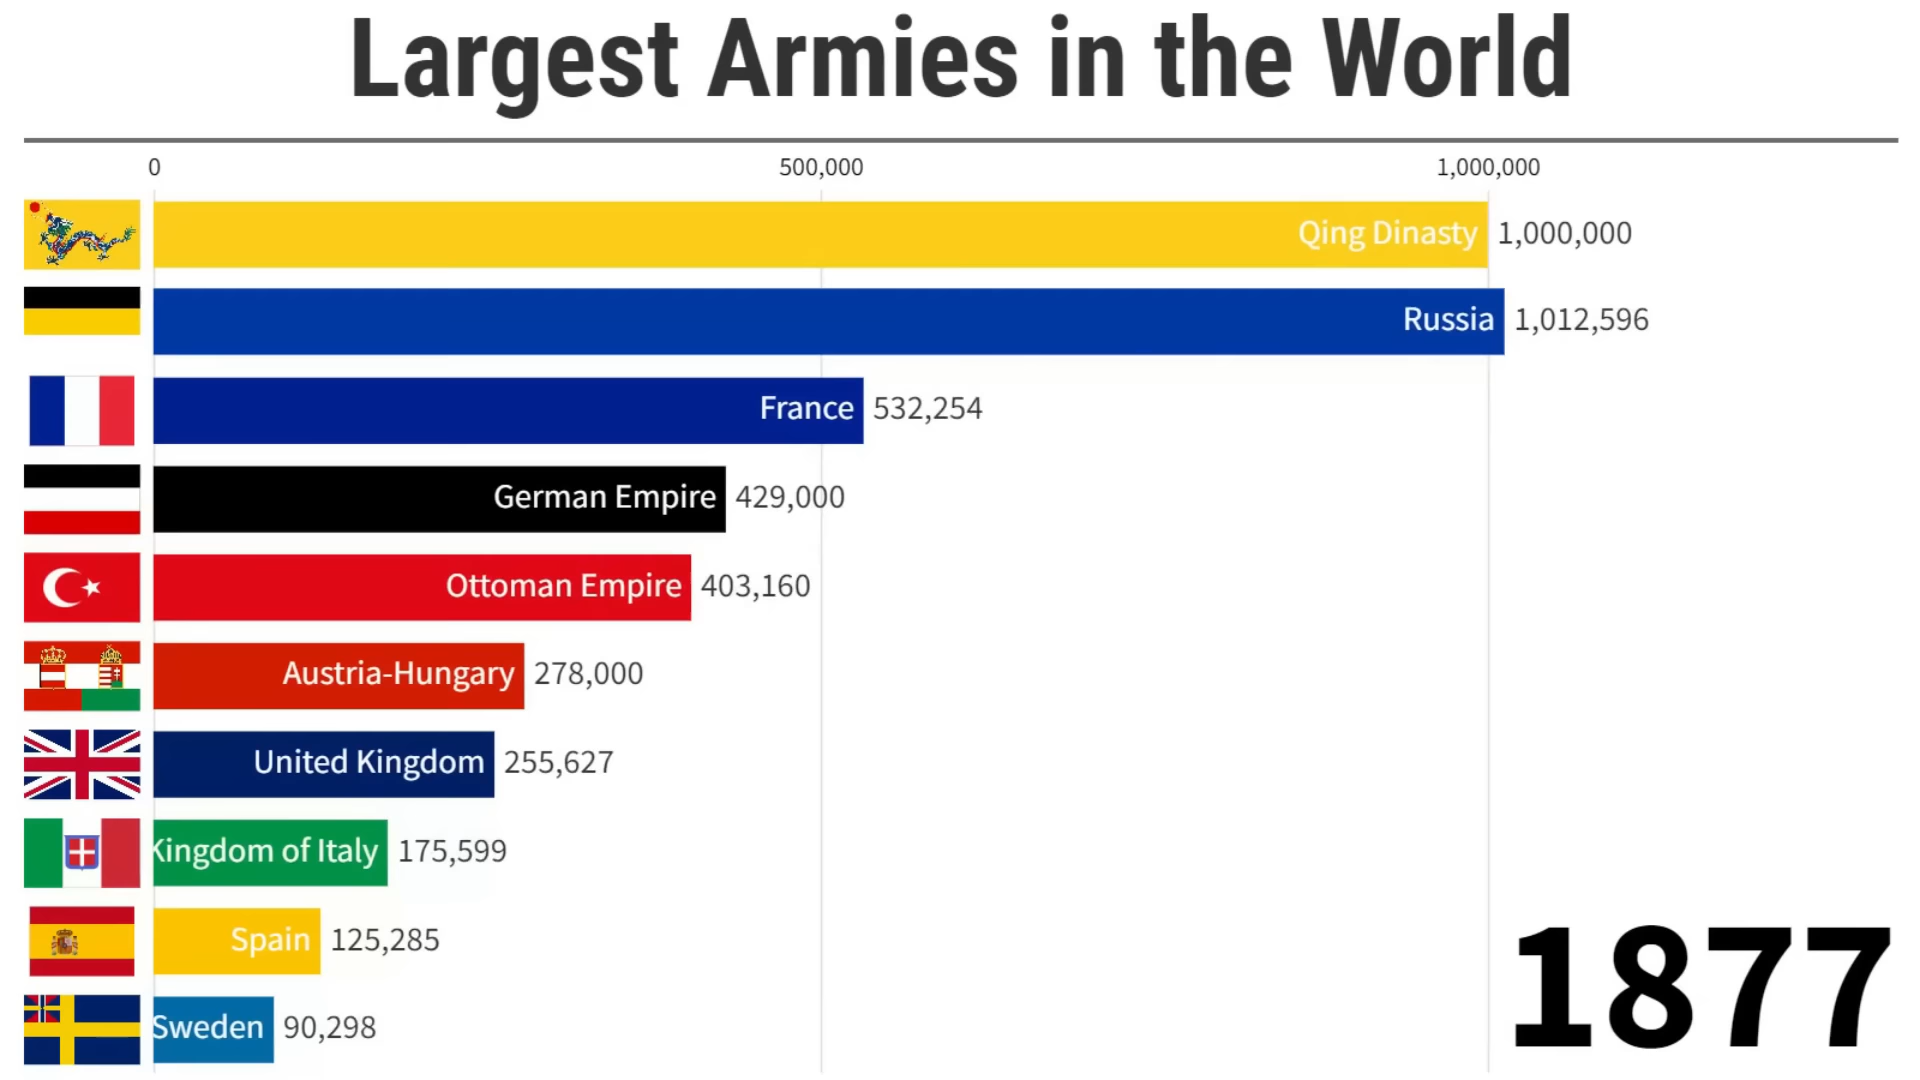 Largest Armies in the World
0 500,000 1,000,000
Qing Dinasty 1,000,000
Russia 1,012,596
France 532,254
German Empire 429,000
Ottoman Empire 403,160
Austria-Hungary 278,000
United Kingdom 255,627
Kingdom of Italy 175,599
Spain 125,285
Sweden 90,298
1877